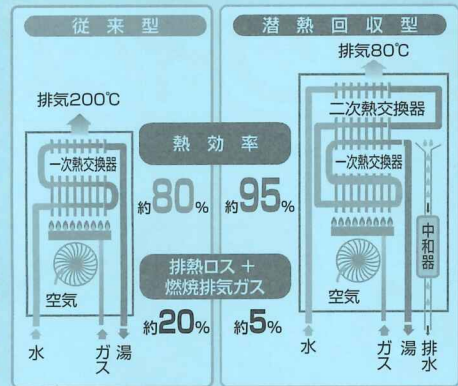 従来型
排気200℃
一次熱交換器
空気
水
ガス
湯
熱効率
約80%
約95%
排熱ロス＋
燃焼排気ガス
約20%
約5%
潜熱回収型
排気80℃
二次熱交換器
一次熱交換器
中和器
空気
水
ガス
湯
排水